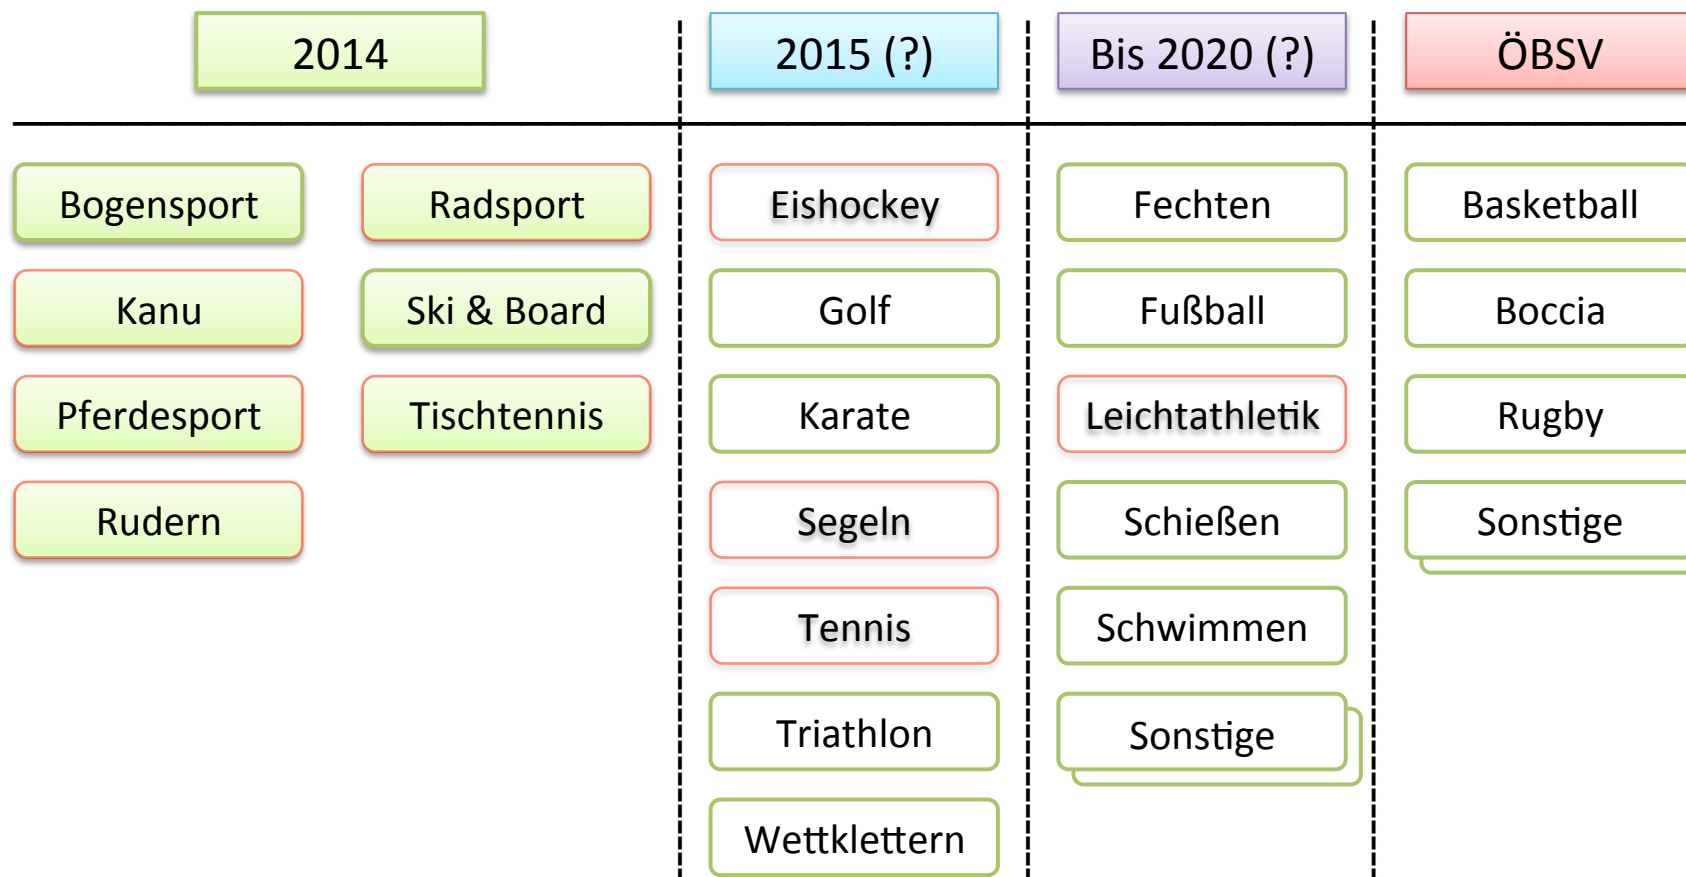 2014
2015 (?)
Bis 2020 (?)
ÖBSV
Bogensport
Radsport
Eishockey
Fechten
Basketball
Kanu
Ski & Board
Golf
Fußball
Boccia
Pferdesport
Tischtennis
Karate
Leichtathletik
Rugby
Rudern
Segeln
Schießen
Sonstige
Tennis
Schwimmen
Triathlon
Sonstige
Wettklettern